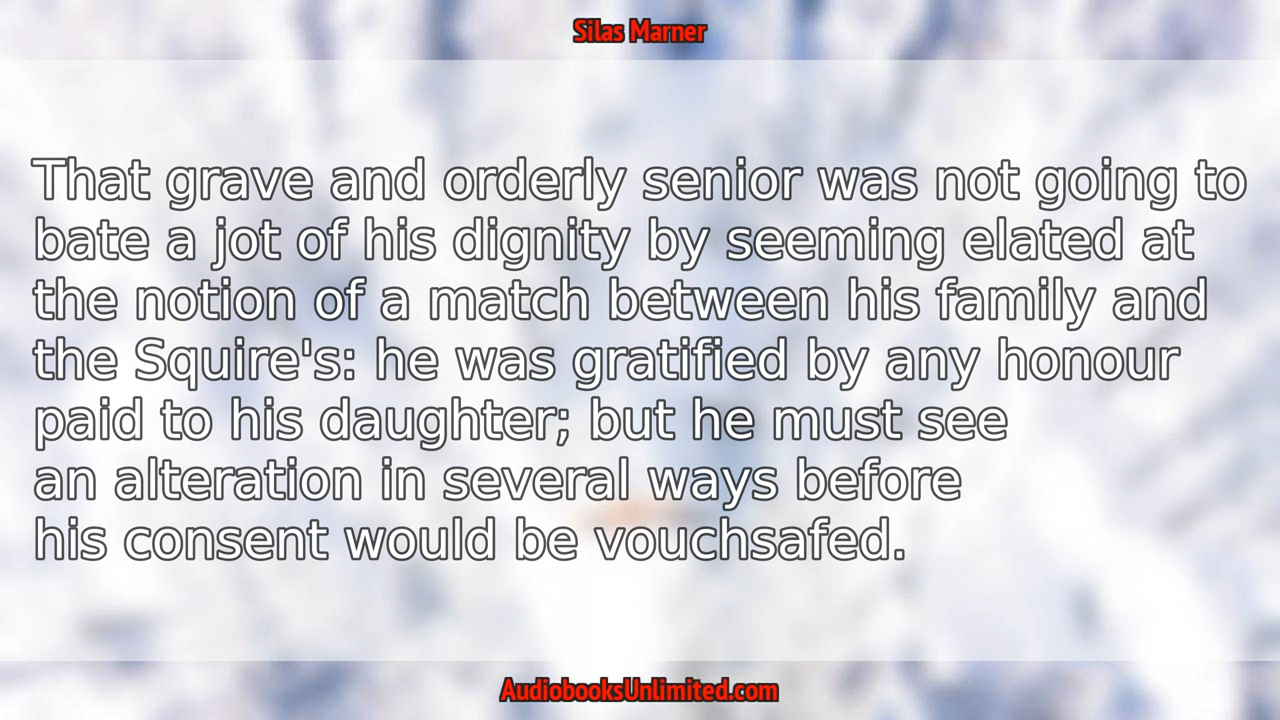 Silas Marner
That grave and orderly senior was not going to
bate a jot of his dignity by seeming elated at
the notion of a match between his family and
the Squire's: he was gratified by any honour
paid to his daughter; but he must see
an alteration in several ways before
his consent would be vouchsafed.
AudiobooksUnlimited.com